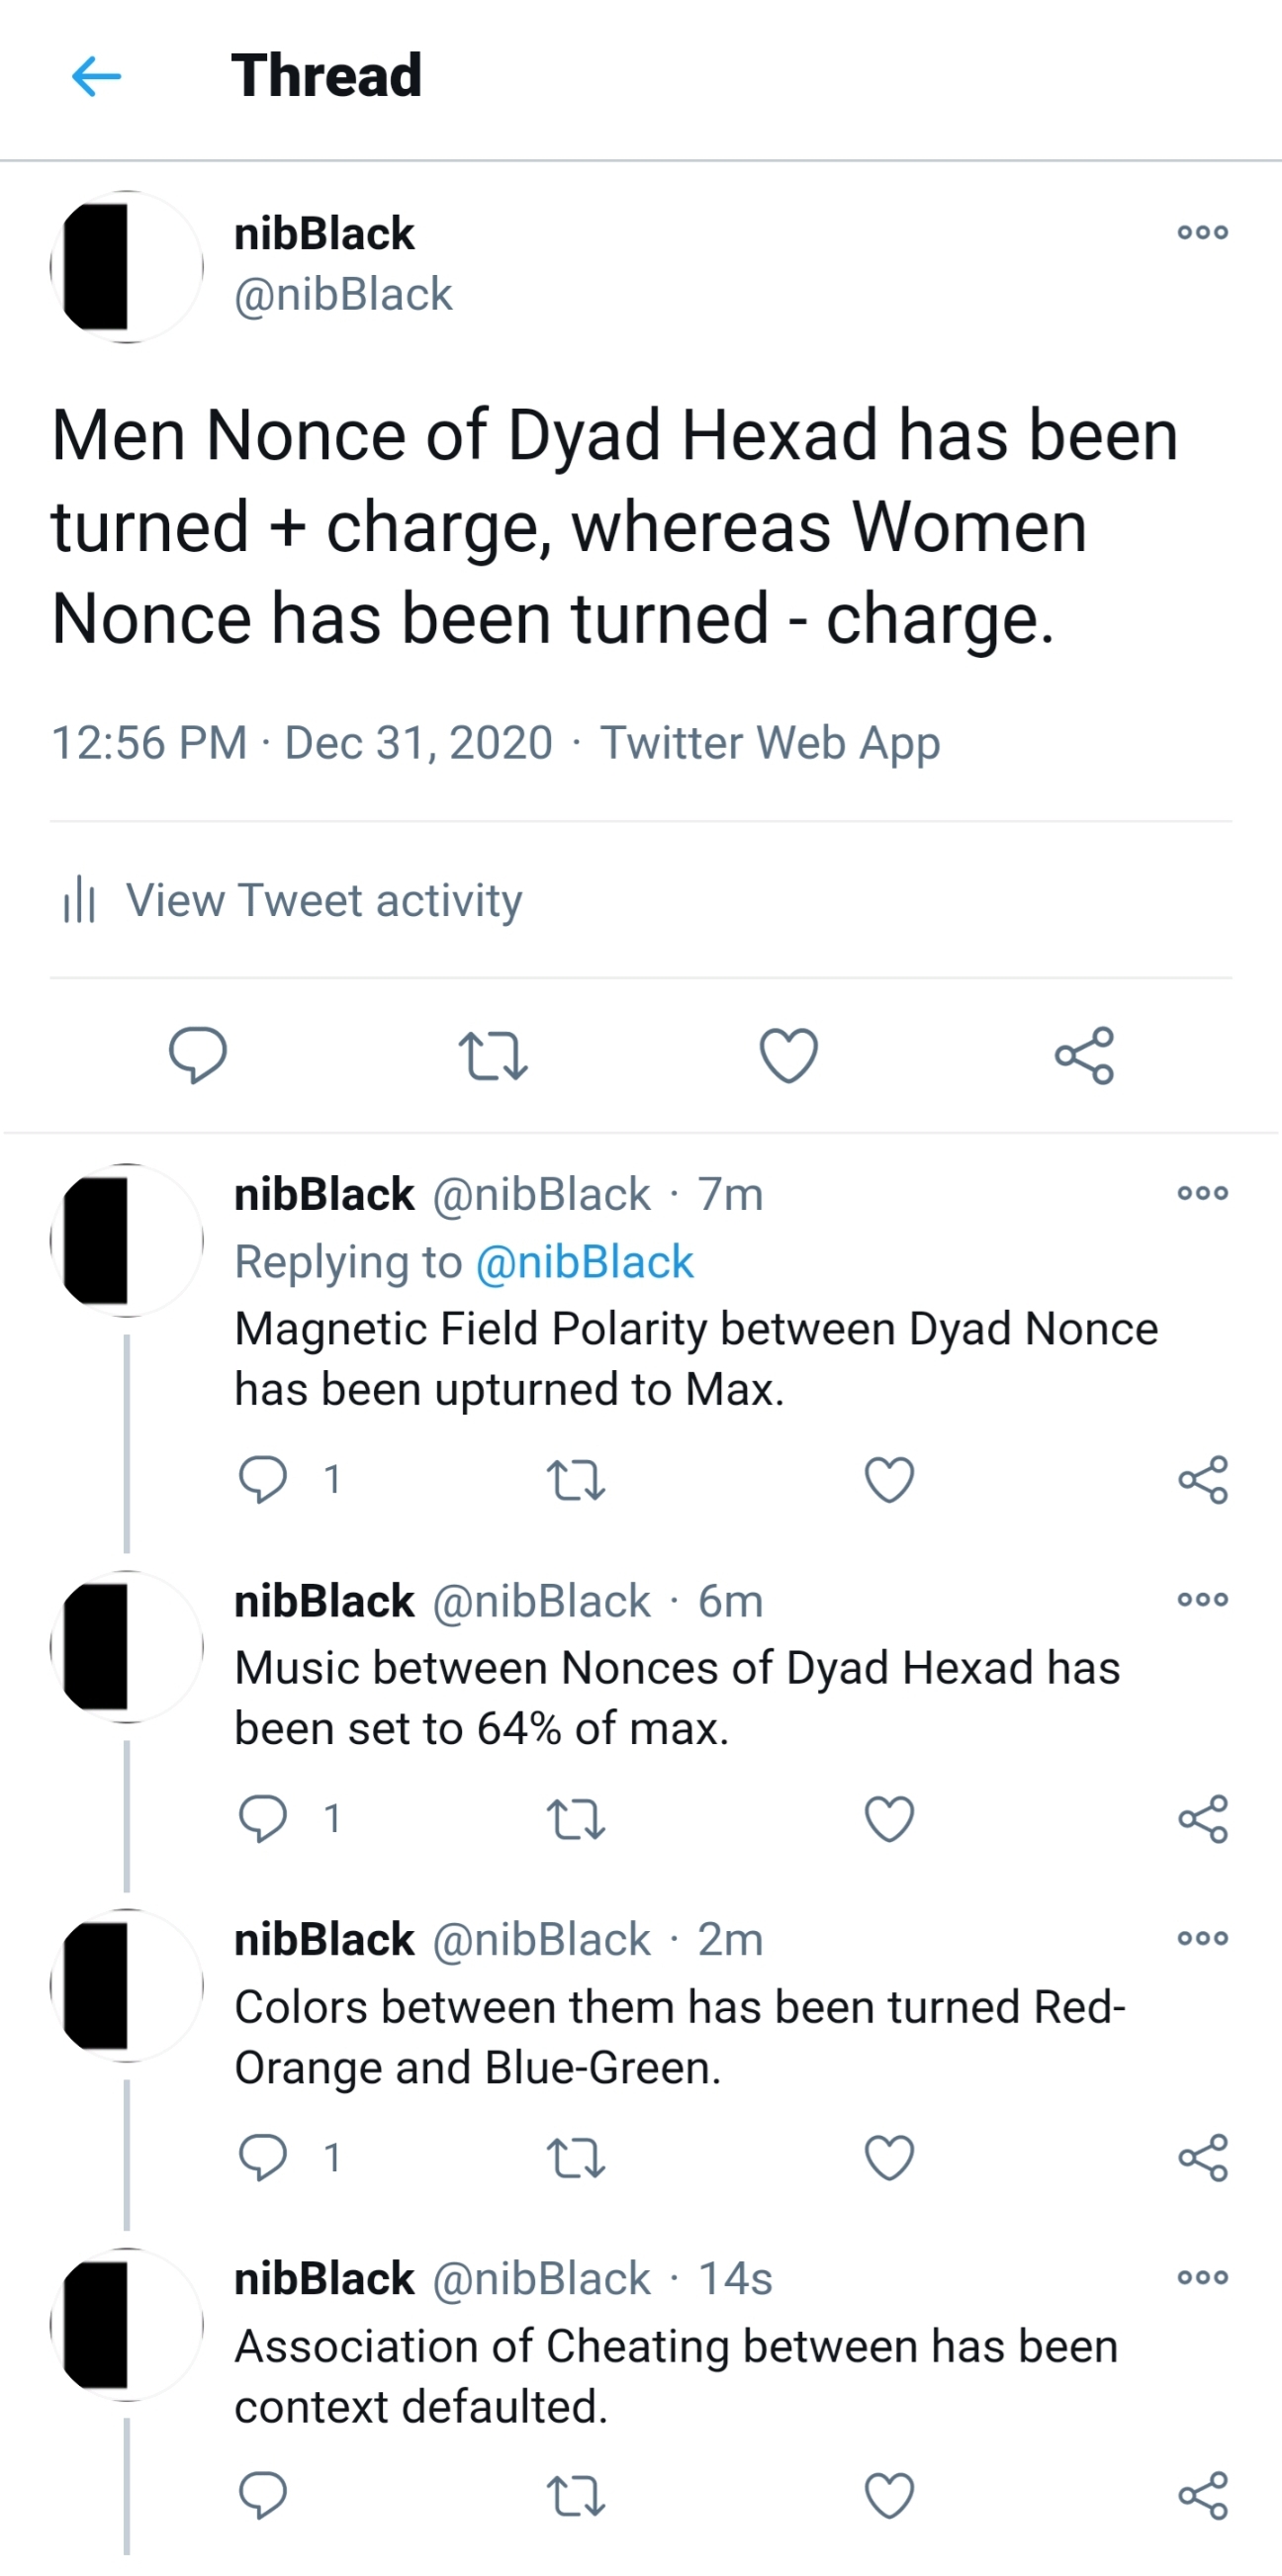 Thread
nibBlack
@nibBlack
Men Nonce of Dyad Hexad has been
turned + charge, whereas Women
Nonce has been turned - charge.
12:56 PM · Dec 31, 2020 · Twitter Web App
View Tweet activity
nibBlack @nibBlack · 7m
Replying to @nibBlack
Magnetic Field Polarity between Dyad Nonce
has been upturned to Max.
1
nibBlack @nibBlack · 6m
Music between Nonces of Dyad Hexad has
been set to 64% of max.
1
nibBlack @nibBlack · 2m
Colors between them has been turned Red-
Orange and Blue-Green.
1
nibBlack @nibBlack · 14s
Association of Cheating between has been
context defaulted.